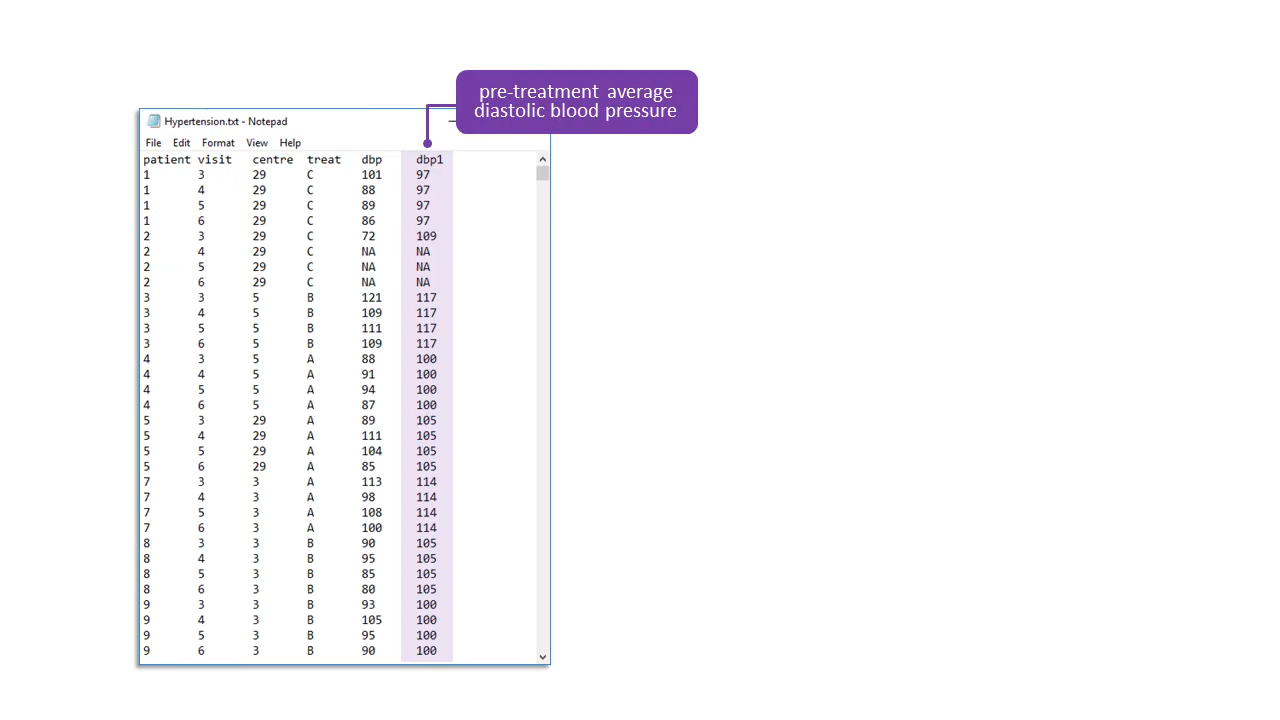 pre-treatment average
diastolic blood pressure
Hypertension.txt - Notepad
File Edit Format View Help
patient visit centre treat dbp dbp1
1 3 29 C 101 97
1 4 29 C 88 97
1 5 29 C 89 97
1 6 29 C 86 97
2 3 29 C 72 109
2 4 29 C NA NA
2 5 29 C NA NA
2 6 29 C NA NA
3 3 5 B 121 117
3 4 5 B 109 117
3 5 5 B 111 117
3 6 5 B 109 117
4 3 5 A 88 100
4 4 5 A 91 100
4 5 5 A 94 100
4 6 5 A 87 100
5 3 29 A 89 105
5 4 29 A 111 105
5 5 29 A 104 105
5 6 29 A 85 105
7 3 3 A 113 114
7 4 3 A 98 114
7 5 3 A 108 114
7 6 3 A 100 114
8 3 3 B 90 105
8 4 3 B 95 105
8 5 3 B 85 105
8 6 3 B 80 105
9 3 3 B 93 100
9 4 3 B 105 100
9 5 3 B 95 100
9 6 3 B 90 100